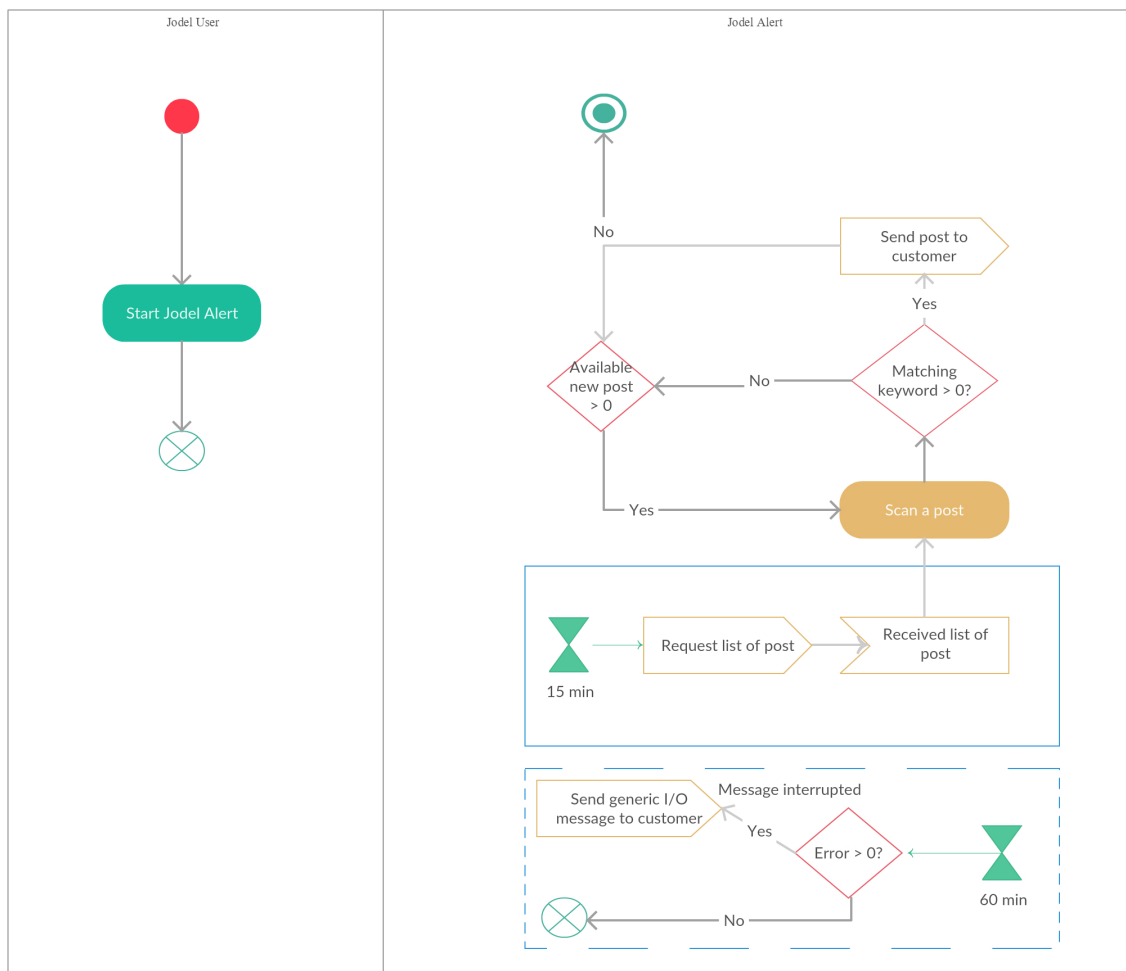 Jodel User
Jodel Alert
No
Send post to
customer
Yes
Start Jodel Alert
Available
new post
> 0
No
Matching
keyword > 0?
Yes
Scan a post
Request list of post
Received list of
post
15 min
Send generic I/O
message to customer
Message interrupted
Yes
Error > 0?
60 min
No